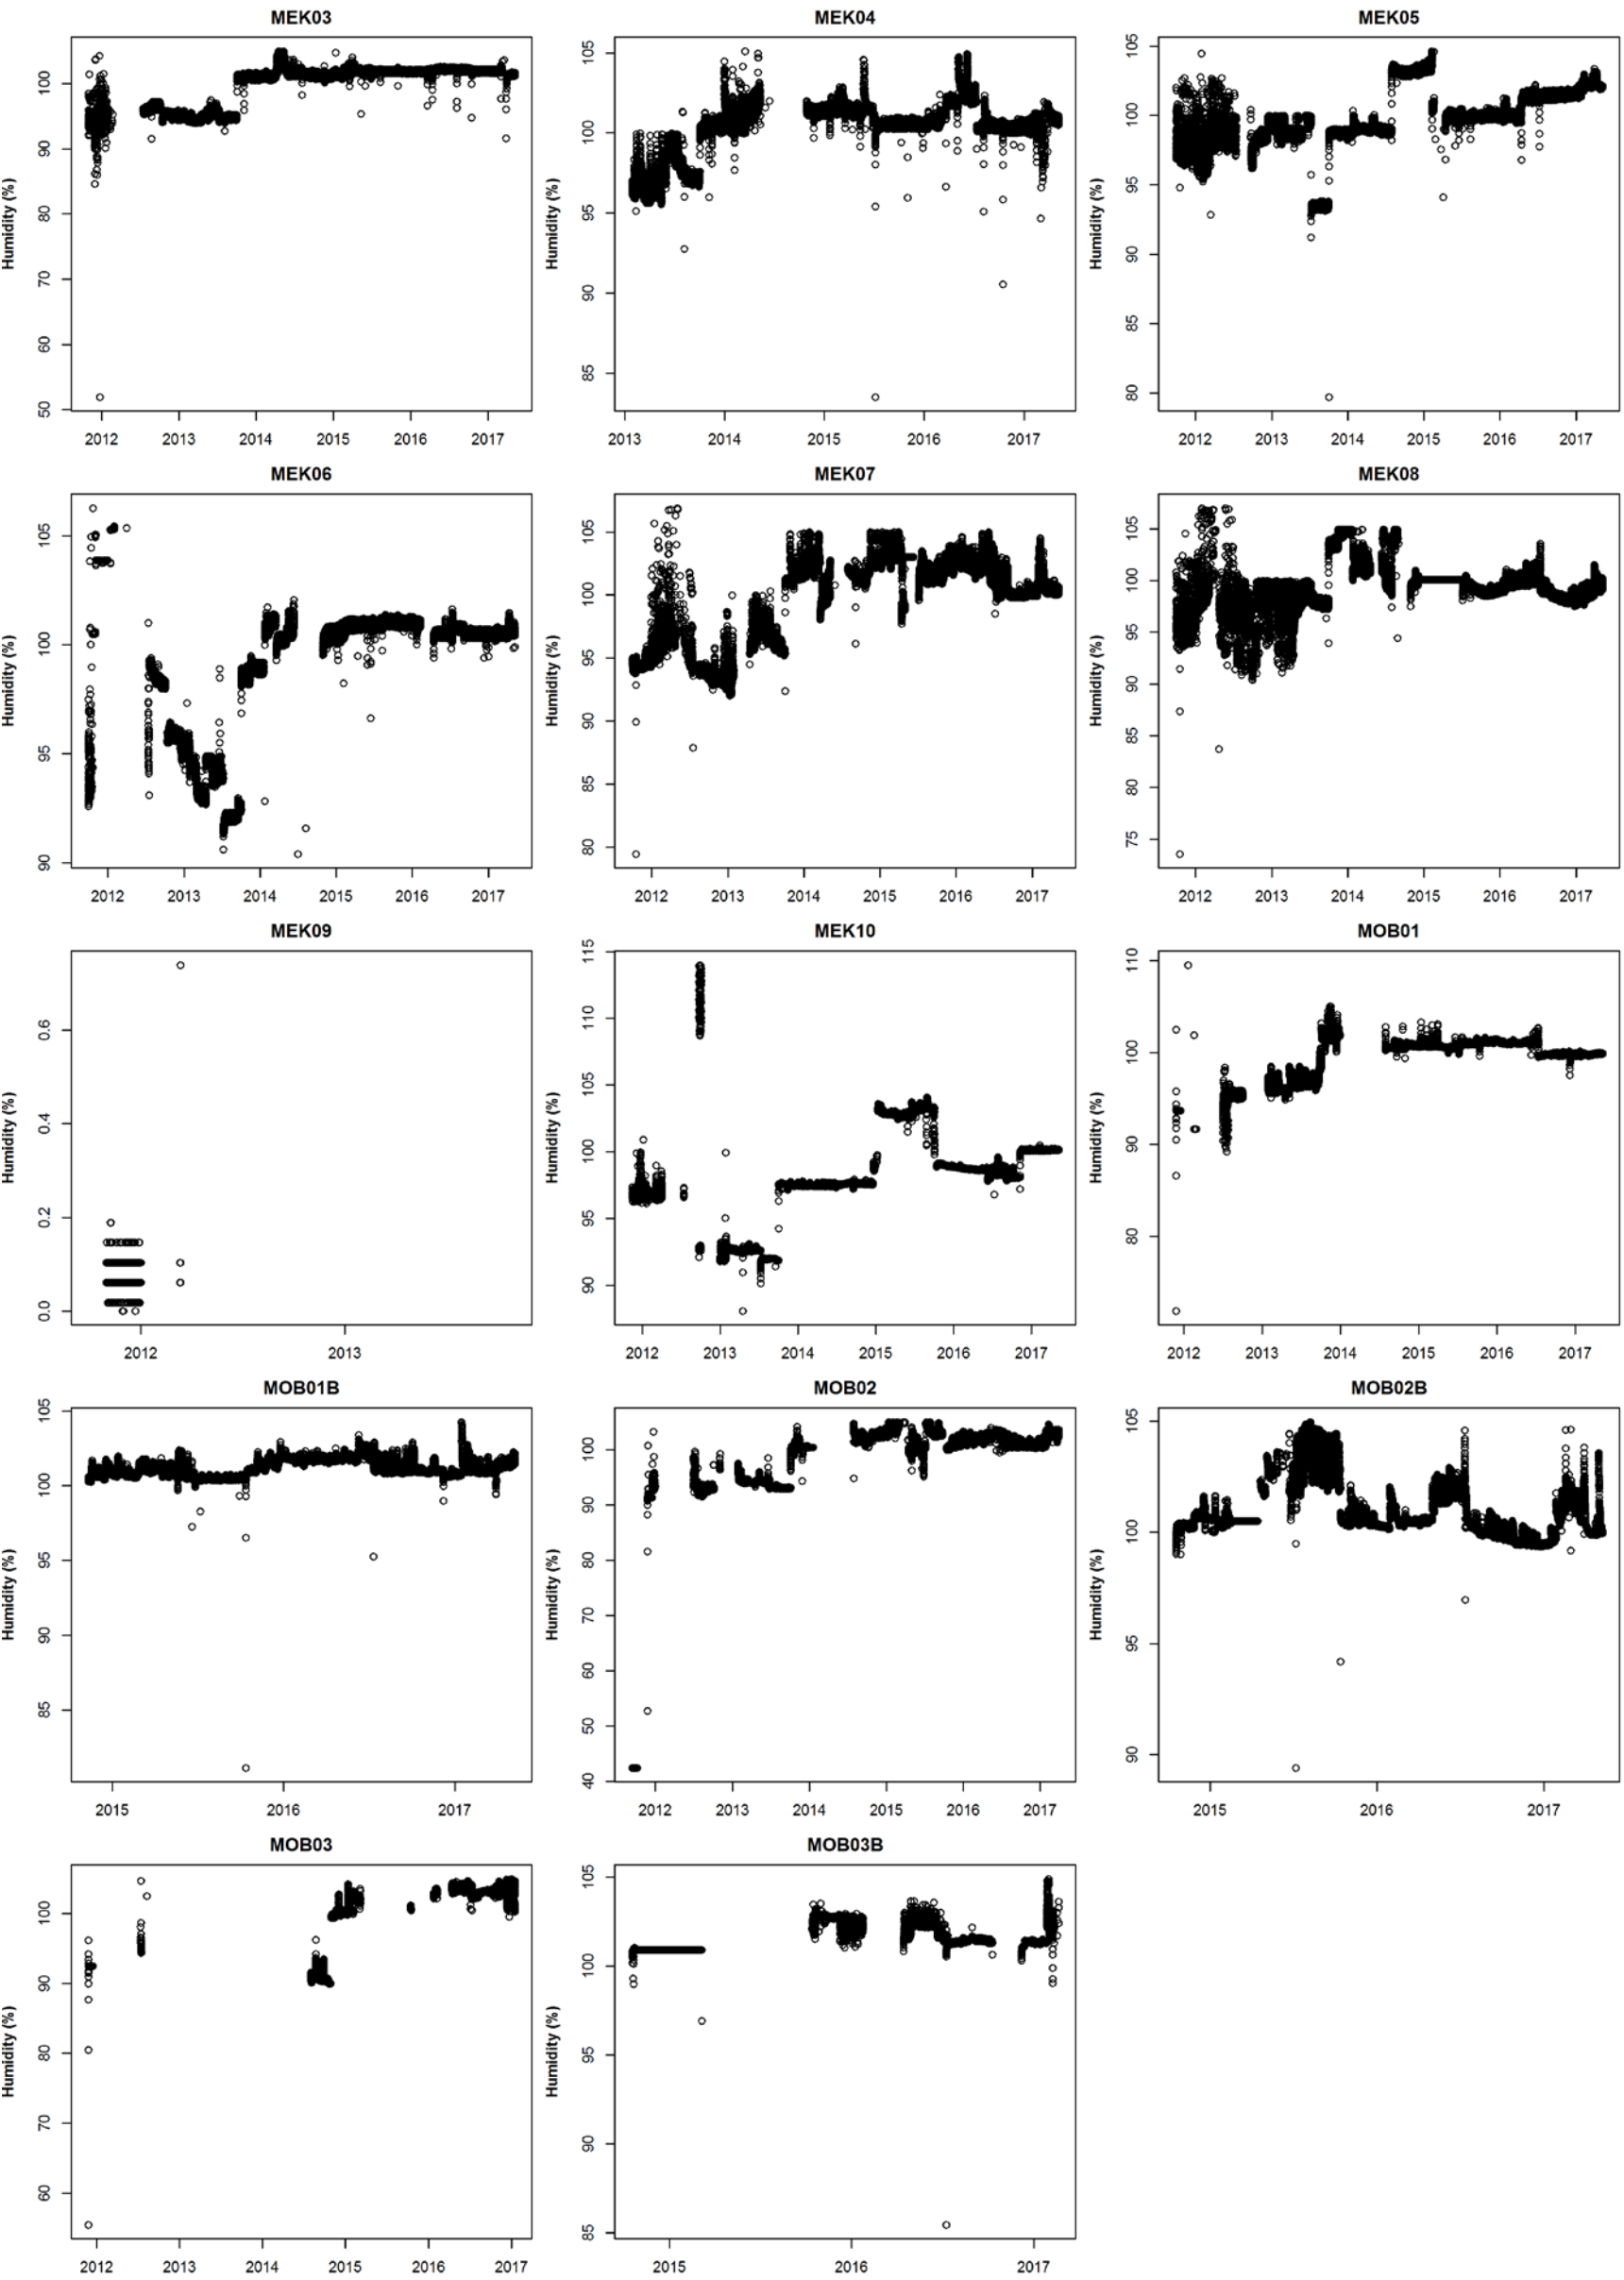 MEK03 MEK04 MEK05
Humidity (%) Humidity (%) Humidity (%)
100 90 80 70 60 50
105 100 95 90 85
105 100 95 90 85 80
2012 2013 2014 2015 2016 2017
2013 2014 2015 2016 2017
2012 2013 2014 2015 2016 2017
MEK06 MEK07 MEK08
Humidity (%) Humidity (%) Humidity (%)
105 100 95 90
105 100 95 90 85 80
105 100 95 90 85 80 75
2012 2013 2014 2015 2016 2017
2012 2013 2014 2015 2016 2017
2012 2013 2014 2015 2016 2017
MEK09 MEK10 MOB01
Humidity (%) Humidity (%) Humidity (%)
0.6 0.4 0.2 0.0
115 110 105 100 95 90
110 100 90 80
2012 2013
2012 2013 2014 2015 2016 2017
2012 2013 2014 2015 2016 2017
MOB01B MOB02 MOB02B
Humidity (%) Humidity (%) Humidity (%)
105 100 95 90 85
100 90 80 70 60 50 40
105 100 95 90
2015 2016 2017
2012 2013 2014 2015 2016 2017
2015 2016 2017
MOB03 MOB03B
Humidity (%) Humidity (%)
100 90 80 70 60
105 100 95 90 85
2012 2013 2014 2015 2016 2017
2015 2016 2017